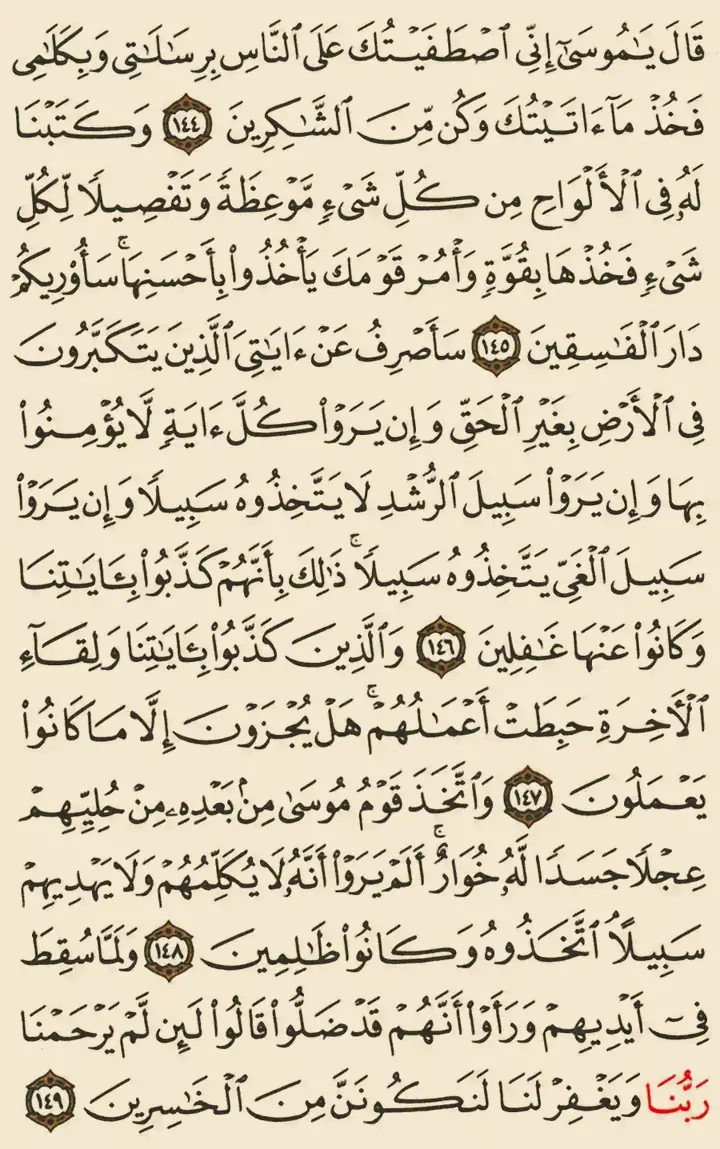 قَالَ يَـٰمُوسَىٰٓ إِنِّى ٱصۡطَفَيۡتُكَ عَلَى ٱلنَّاسِ بِرِسَـٰلَـٰتِى وَبِكَلَـٰمِى
فَخُذۡ مَآ ءَاتَيۡتُكَ وَكُن مِّنَ ٱلشَّـٰكِرِينَ ١٤٤ وَكَتَبۡنَا
لَهُۥ فِى ٱلۡأَلۡوَاحِ مِن كُلِّ شَىۡءٍ مَّوۡعِظَةً وَتَفۡصِيلًا لِّكُلِّ
شَىۡءٍ فَخُذۡهَا بِقُوَّةٍ وَأۡمُرۡ قَوۡمَكَ يَأۡخُذُواْ بِأَحۡسَنِهَاۚ سَأُوْرِيكُمۡ
دَارَ ٱلۡفَـٰسِقِينَ ١٤٥ سَأَصۡرِفُ عَنۡ ءَايَـٰتِىَ ٱلَّذِينَ يَتَكَبَّرُونَ
فِى ٱلۡأَرۡضِ بِغَيۡرِ ٱلۡحَقِّ وَإِن يَرَوۡاْ كُلَّ ءَايَةٍ لَّا يُؤۡمِنُواْ
بِهَا وَإِن يَرَوۡاْ سَبِيلَ ٱلرُّشۡدِ لَا يَتَّخِذُوهُ سَبِيلًا وَإِن يَرَوۡاْ
سَبِيلَ ٱلۡغَىِّ يَتَّخِذُوهُ سَبِيلًاۚ ذَٰلِكَ بِأَنَّهُمۡ كَذَّبُواْ بِـَٔايَـٰتِنَا
وَكَانُواْ عَنۡهَا غَـٰفِلِينَ ١٤٦ وَٱلَّذِينَ كَذَّبُواْ بِـَٔايَـٰتِنَا وَلِقَآءِ
ٱلۡأَخِرَةِ حَبِطَتۡ أَعۡمَـٰلُهُمۡۚ هَلۡ يُجۡزَوۡنَ إِلَّا مَا كَانُواْ
يَعۡمَلُونَ ١٤٧ وَٱتَّخَذَ قَوۡمُ مُوسَىٰ مِنۢ بَعۡدِهِۦ مِنۡ حُلِيِّهِمۡ
عِجۡلًا جَسَدًا لَّهُۥ خُوَارٌۚ أَلَمۡ يَرَوۡاْ أَنَّهُۥ لَا يُكَلِّمُهُمۡ وَلَا يَهۡدِيهِمۡ
سَبِيلًا ٱتَّخَذُوهُ وَكَانُواْ ظَـٰلِمِينَ ١٤٨ وَلَمَّا سُقِطَ
فِىٓ أَيۡدِيهِمۡ وَرَأَوۡاْ أَنَّهُمۡ قَدۡ ضَلُّواْ قَالُواْ لَئِن لَّمۡ يَرۡحَمۡنَا
رَبُّنَا وَيَغۡفِرۡ لَنَا لَنَكُونَنَّ مِنَ ٱلۡخَـٰسِرِينَ ١٤٩